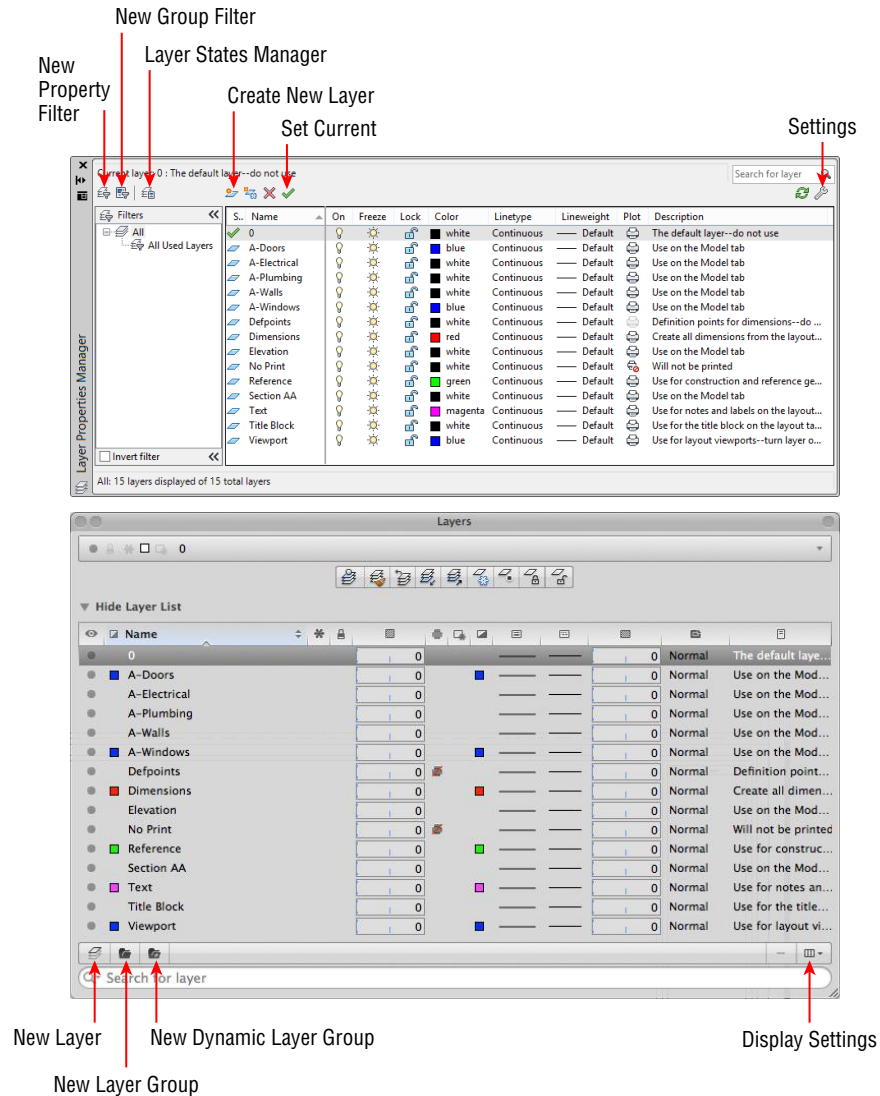 New Group Filter
Layer States Manager
New
Property
Filter
Create New Layer
Set Current
Settings
Current layer: 0 : The default layer--do not use
Search for layer
Filters
All
All Used Layers
S.. Name On Freeze Lock Color Linetype Lineweight Plot Description
0 white Continuous Default The default layer--do not use
A-Doors blue Continuous Default Use on the Model tab
A-Electrical white Continuous Default Use on the Model tab
A-Plumbing white Continuous Default Use on the Model tab
A-Walls white Continuous Default Use on the Model tab
A-Windows blue Continuous Default Use on the Model tab
Defpoints white Continuous Default Definition points for dimensions--do ...
Dimensions red Continuous Default Create all dimensions from the layout...
Elevation white Continuous Default Use on the Model tab
No Print white Continuous Default Will not be printed
Reference green Continuous Default Use for construction and reference ge...
Section AA white Continuous Default Use on the Model tab
Text magenta Continuous Default Use for notes and labels on the layout...
Title Block white Continuous Default Use for the title block on the layout ta...
Viewport blue Continuous Default Use for layout viewports--turn layer o...
Invert filter
Layer Properties Manager
All: 15 layers displayed of 15 total layers
Layers
0
Hide Layer List
Name
0 0 0 Normal The default laye...
A-Doors 0 0 Normal Use on the Mod...
A-Electrical 0 0 Normal Use on the Mod...
A-Plumbing 0 0 Normal Use on the Mod...
A-Walls 0 0 Normal Use on the Mod...
A-Windows 0 0 Normal Use on the Mod...
Defpoints 0 0 Normal Definition point...
Dimensions 0 0 Normal Create all dimen...
Elevation 0 0 Normal Use on the Mod...
No Print 0 0 Normal Will not be printed
Reference 0 0 Normal Use for construc...
Section AA 0 0 Normal Use on the Mod...
Text 0 0 Normal Use for notes an...
Title Block 0 0 Normal Use for the title...
Viewport 0 0 Normal Use for layout vi...
Search for layer
New Layer
New Dynamic Layer Group
Display Settings
New Layer Group